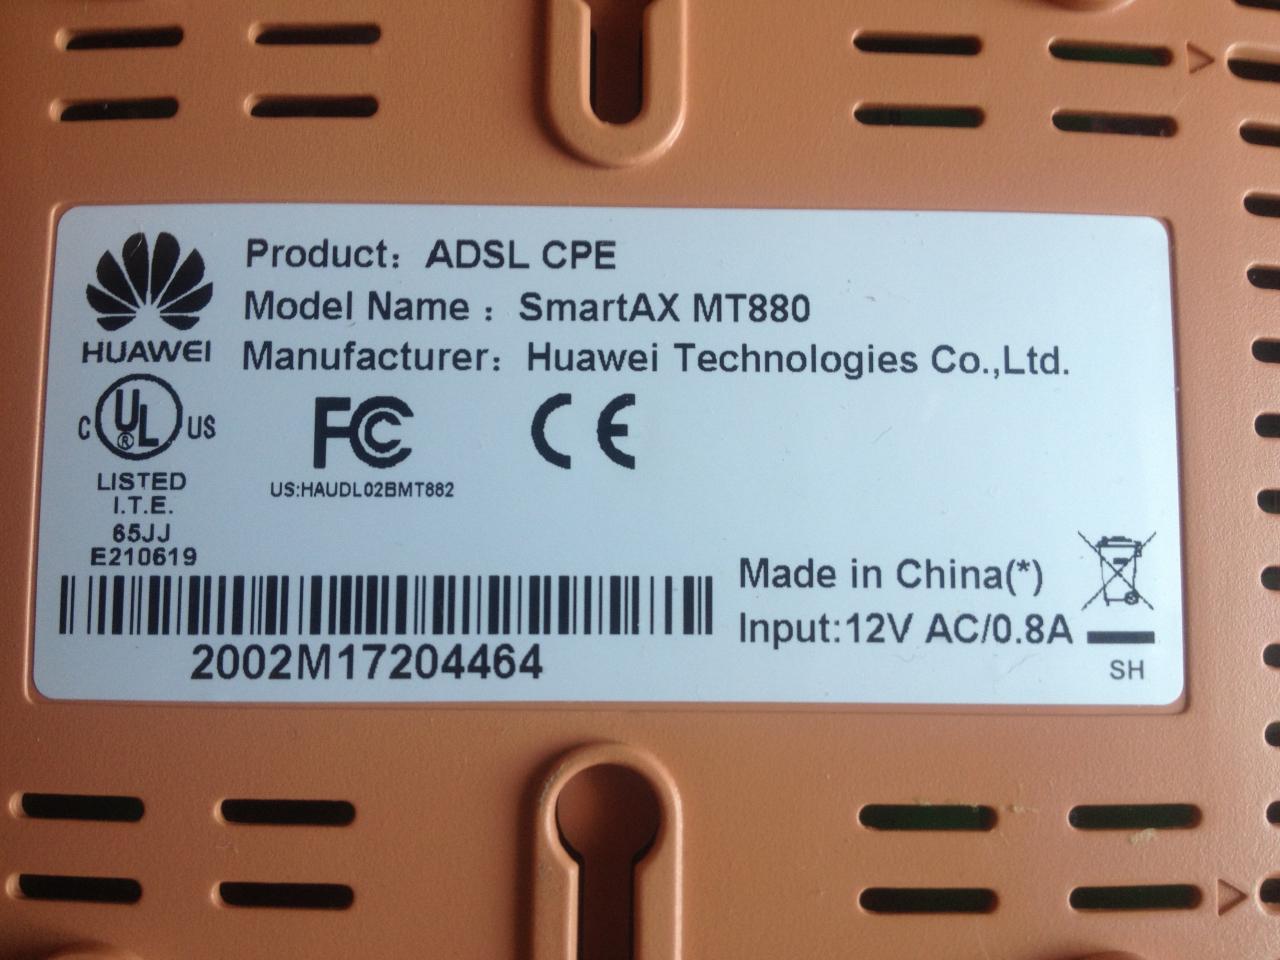 Product: ADSL CPE
Model Name : SmartAX MT880
HUAWEI
Manufacturer: Huawei Technologies Co.,Ltd.
C UL ® US
FC
CE
LISTED
I.T.E.
65JJ
E210619
US:HAUDL02BMT882
Made in China(*)
Input:12V AC/0.8A
2002M17204464
SH